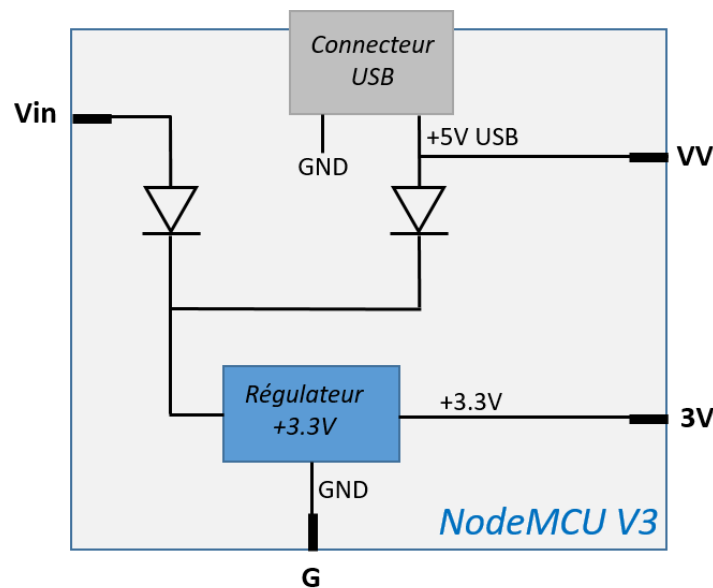 Connecteur
USB
Vin
+5V USB
GND
VV
Régulateur
+3.3V
+3.3V
3V
GND
NodeMCU V3
G